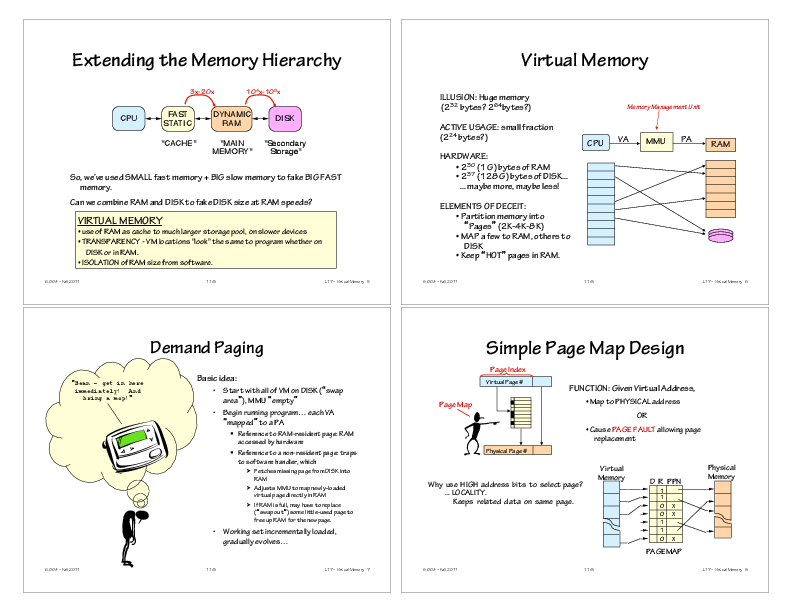 Extending the Memory Hierarchy
3x-20x
CPU
FAST STATIC
DYNAMIC RAM
DISK
"CACHE"
"MAIN MEMORY"
"Secondary Storage"
So, we've used SMALL fast memory + BIG slow memory to fake BIG FAST
memory.
Can we combine RAM and DISK to fake DISK size at RAM speeds?
VIRTUAL MEMORY
• use of RAM as cache to much larger storage pool, on slower devices
• TRANSPARENCY - VM locations "look" the same to program whether on
DISK or in RAM.
• ISOLATION of RAM size from software.
6.004 – Fall 2011
11/8
L17 – Virtual Memory 5
Virtual Memory
ILLUSION: Huge memory
(2^32 bytes? 2^64 bytes?)
ACTIVE USAGE: small fraction
(2^24 bytes?)
HARDWARE:
• 2^30 (1 G) bytes of RAM
• 2^37 (128 G) bytes of DISK...
... maybe more, maybe less!
ELEMENTS OF DECEIT:
• Partition memory into
"Pages" (2K-4K-8K)
• MAP a few to RAM, others to
DISK
• Keep "HOT" pages in RAM.
Memory Management Unit
CPU
VA
MMU
PA
RAM
6.004 – Fall 2011
11/8
L17 – Virtual Memory 6
Demand Paging
"Beam - get in here
immediately! And
bring a map!"
Basic idea:
• Start with all of VM on DISK ("swap
area"), MMU "empty"
• Begin running program... each VA
"mapped" to a PA
• Reference to RAM-resident page: RAM
accessed by hardware
• Reference to a non-resident page: traps
to software handler, which
➢ Fetches missing page from DISK into
RAM
➢ Adjusts MMU to map newly-loaded
virtual page directly in RAM
➢ If RAM is full, may have to replace
("swap out") some little-used page to
free up RAM for the new page.
• Working set incrementally loaded,
gradually evolves...
6.004 – Fall 2011
11/8
L17 – Virtual Memory 7
Simple Page Map Design
Page Index
Virtual Page #
Page Map
Physical Page #
FUNCTION: Given Virtual Address,
• Map to PHYSICAL address
OR
• Cause PAGE FAULT allowing page
replacement
Why use HIGH address bits to select page?
... LOCALITY.
Keeps related data on same page.
Virtual Memory
D R PPN
Physical Memory
1
1
0 X
0 X
1
1
0 X
PAGEMAP
6.004 – Fall 2011
11/8
L17 – Virtual Memory 8